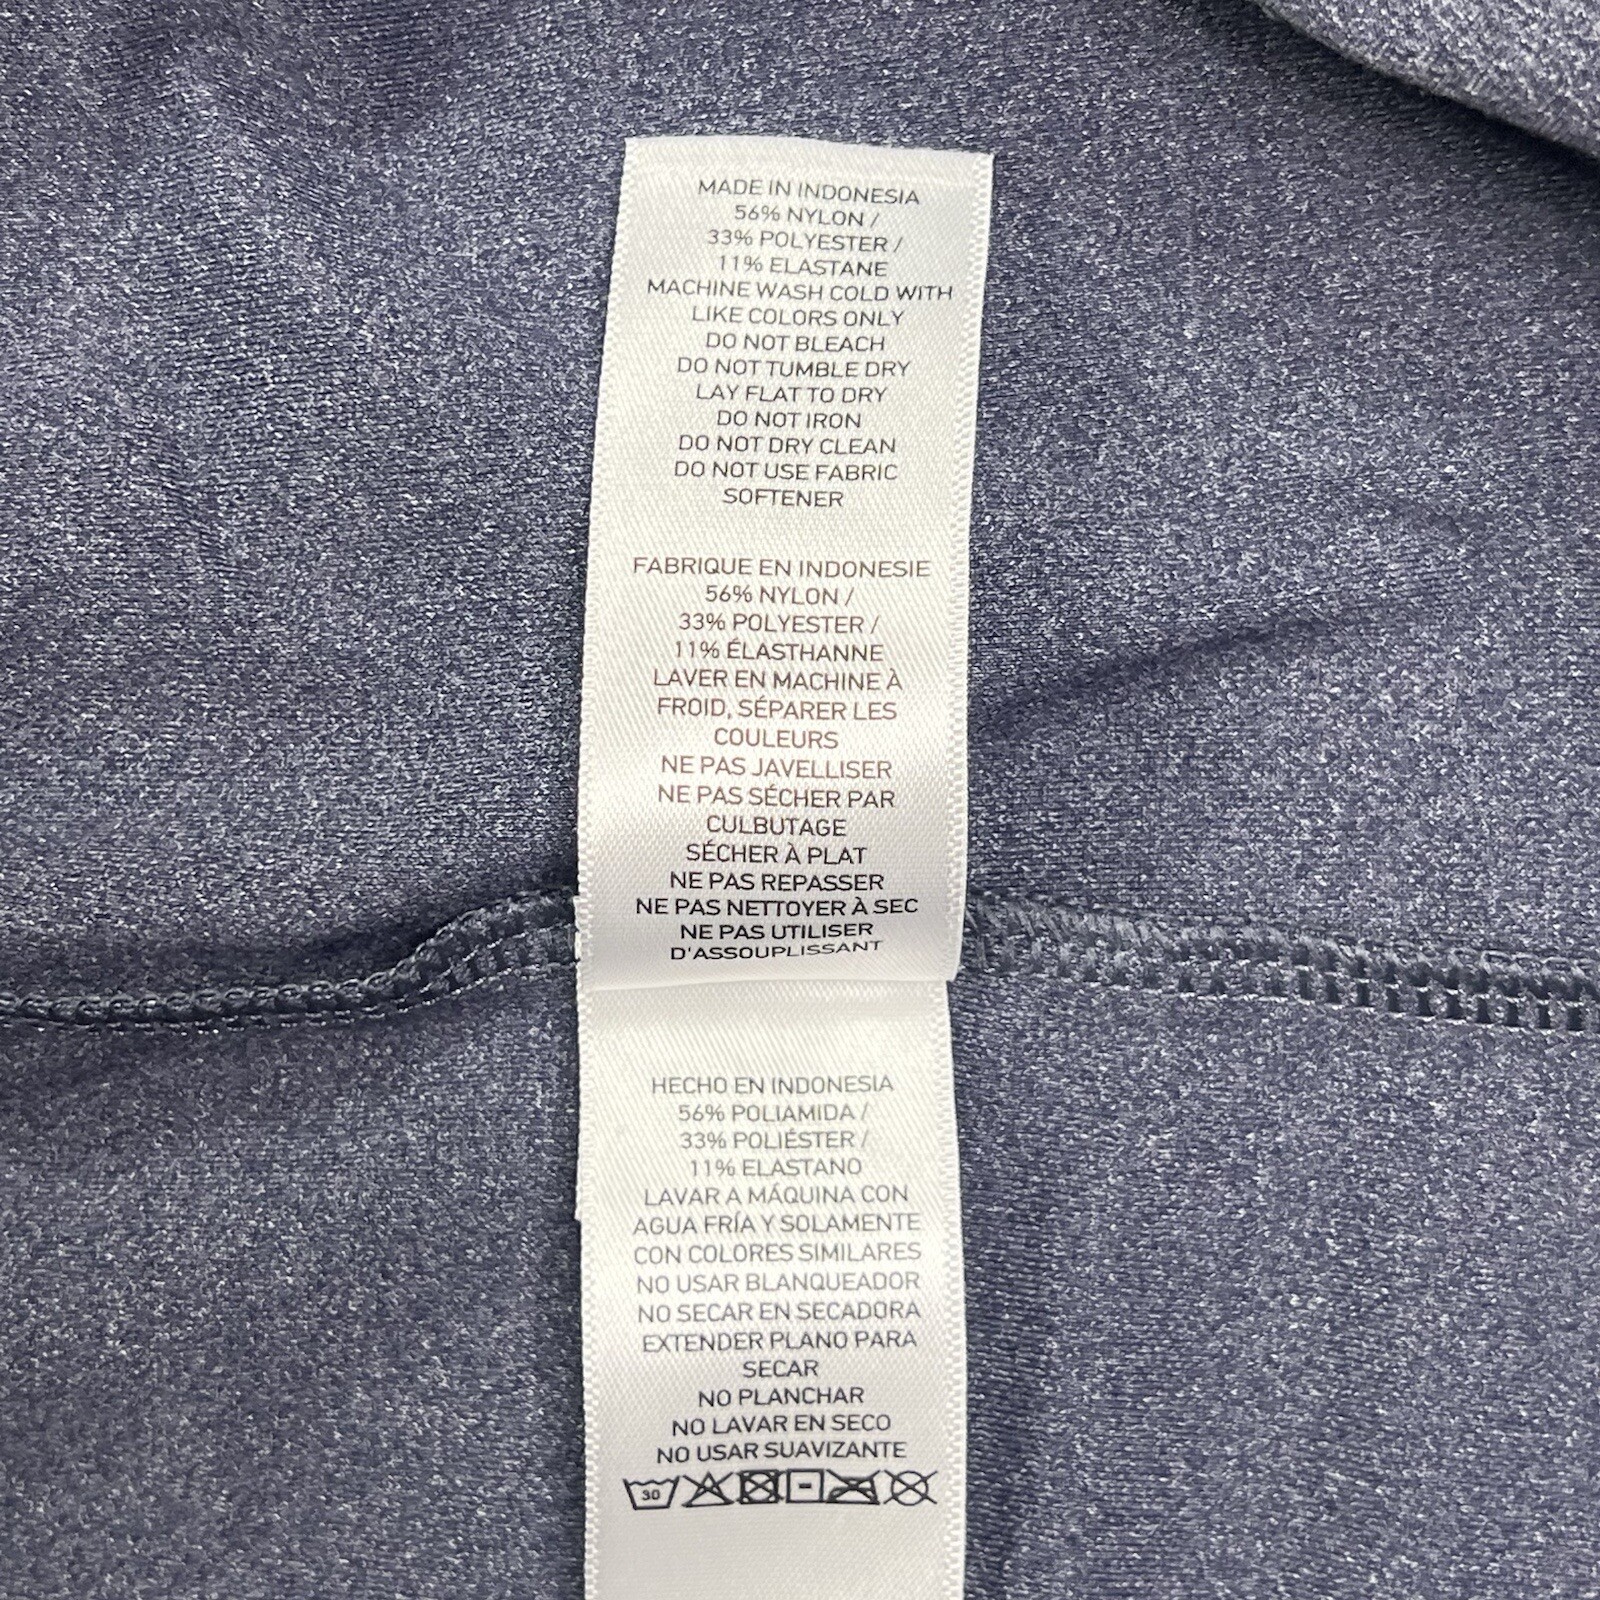 MADE IN INDONESIA
56% NYLON /
33% POLYESTER /
11% ELASTANE
MACHINE WASH COLD WITH
LIKE COLORS ONLY
DO NOT BLEACH
DO NOT TUMBLE DRY
LAY FLAT TO DRY
DO NOT IRON
DO NOT DRY CLEAN
DO NOT USE FABRIC
SOFTENER
FABRIQUE EN INDONESIE
56% NYLON /
33% POLYESTER /
11% ÉLASTHANNE
LAVER EN MACHINE À
FROID, SÉPARER LES
COULEURS
NE PAS JAVELLISER
NE PAS SÉCHER PAR
CULBUTAGE
SÉCHER À PLAT
NE PAS REPASSER
NE PAS NETTOYER À SEC
NE PAS UTILISER
D'ASSOUPLISSANT
HECHO EN INDONESIA
56% POLIAMIDA /
33% POLIÉSTER /
11% ELASTANO
LAVAR A MÁQUINA CON
AGUA FRÍA Y SOLAMENTE
CON COLORES SIMILARES
NO USAR BLANQUEADOR
NO SECAR EN SECADORA
EXTENDER PLANO PARA
SECAR
NO PLANCHAR
NO LAVAR EN SECO
NO USAR SUAVIZANTE
30